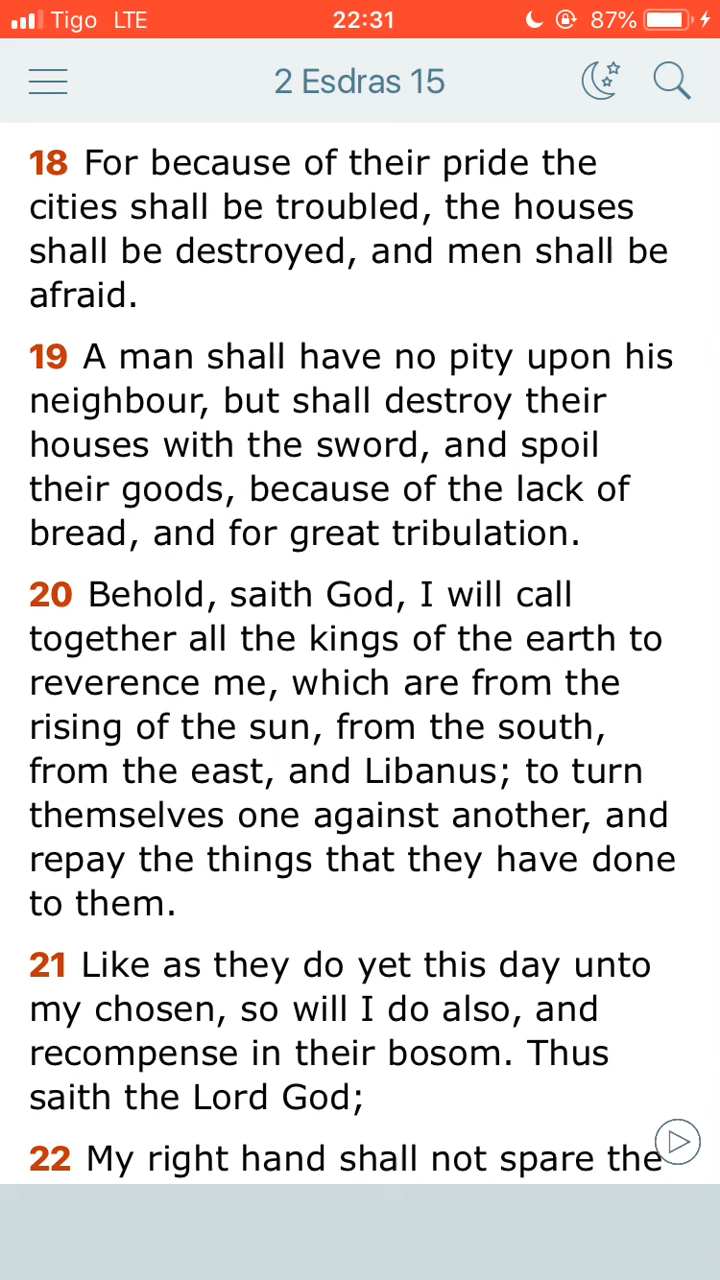 Tigo LTE 22:31 87%
2 Esdras 15
18 For because of their pride the
cities shall be troubled, the houses
shall be destroyed, and men shall be
afraid.
19 A man shall have no pity upon his
neighbour, but shall destroy their
houses with the sword, and spoil
their goods, because of the lack of
bread, and for great tribulation.
20 Behold, saith God, I will call
together all the kings of the earth to
reverence me, which are from the
rising of the sun, from the south,
from the east, and Libanus; to turn
themselves one against another, and
repay the things that they have done
to them.
21 Like as they do yet this day unto
my chosen, so will I do also, and
recompense in their bosom. Thus
saith the Lord God;
22 My right hand shall not spare the